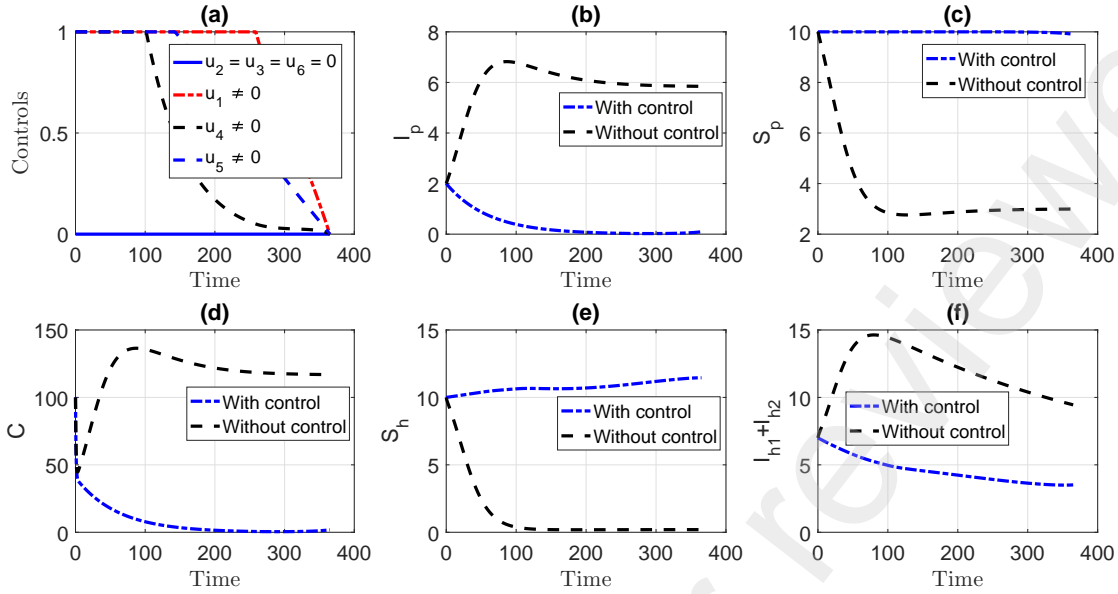 (a)
1
0.5
0
Controls
0 100 200 300 400
Time
u2 = u3 = u6 = 0
u1 ≠ 0
u4 ≠ 0
u5 ≠ 0
(b)
8
6
4
2
0
Ip
0 100 200 300 400
Time
With control
Without control
(c)
10
8
6
4
2
Sp
0 100 200 300 400
Time
With control
Without control
(d)
150
100
50
0
C
0 100 200 300 400
Time
With control
Without control
(e)
15
10
5
0
Sh
0 100 200 300 400
Time
With control
Without control
(f)
15
10
5
0
Ih1+Ih2
0 100 200 300 400
Time
With control
Without control